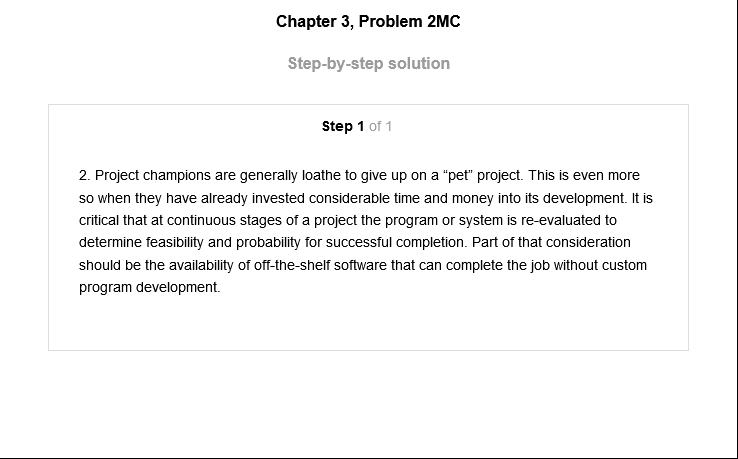 Chapter 3, Problem 2MC
Step-by-step solution
Step 1 of 1
2. Project champions are generally loathe to give up on a “pet” project. This is even more
so when they have already invested considerable time and money into its development. It is
critical that at continuous stages of a project the program or system is re-evaluated to
determine feasibility and probability for successful completion. Part of that consideration
should be the availability of off-the-shelf software that can complete the job without custom
program development.